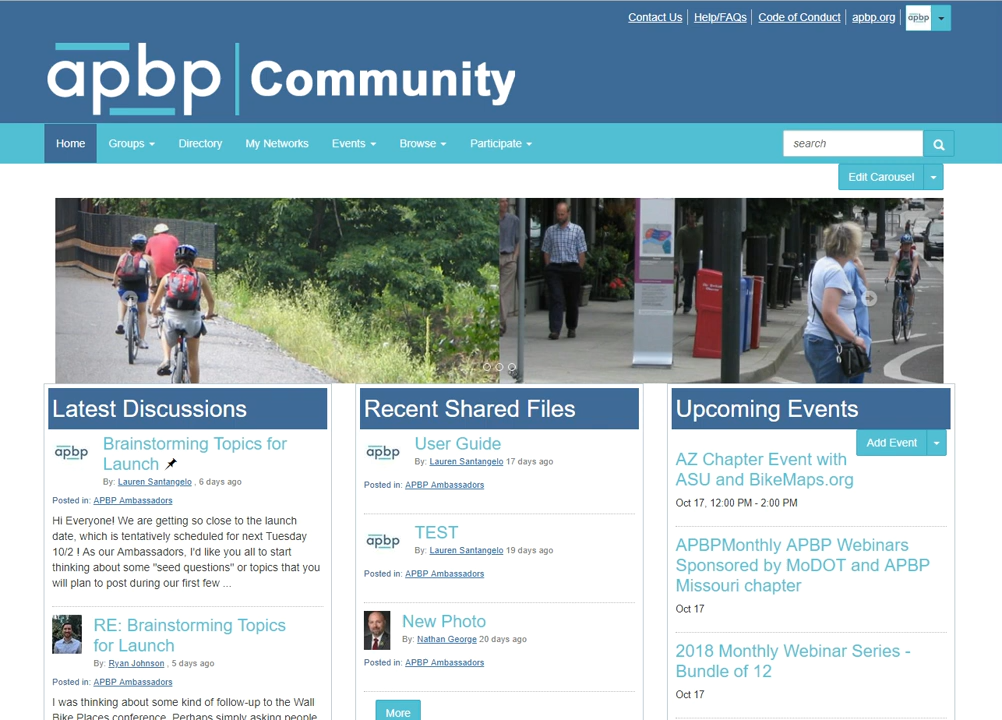 Contact Us | Help/FAQs | Code of Conduct | apbp.org | apbp
apbp | Community
Home Groups Directory My Networks Events Browse Participate search
Edit Carousel
Latest Discussions
apbp
Brainstorming Topics for
Launch
By: Lauren Santangelo , 6 days ago
Posted in: APBP Ambassadors
Hi Everyone! We are getting so close to the launch
date, which is tentatively scheduled for next Tuesday
10/2 ! As our Ambassadors, I'd like you all to start
thinking about some "seed questions" or topics that you
will plan to post during our first few ...
RE: Brainstorming Topics
for Launch
By: Ryan Johnson , 5 days ago
Posted in: APBP Ambassadors
I was thinking about some kind of follow-up to the Wall
Bike Places conference. Perhaps simply asking people
Recent Shared Files
apbp
User Guide
By: Lauren Santangelo 17 days ago
Posted in: APBP Ambassadors
apbp
TEST
By: Lauren Santangelo 19 days ago
Posted in: APBP Ambassadors
New Photo
By: Nathan George 20 days ago
Posted in: APBP Ambassadors
More
Upcoming Events
Add Event
AZ Chapter Event with
ASU and BikeMaps.org
Oct 17, 12:00 PM - 2:00 PM
APBPMonthly APBP Webinars
Sponsored by MoDOT and APBP
Missouri chapter
Oct 17
2018 Monthly Webinar Series -
Bundle of 12
Oct 17